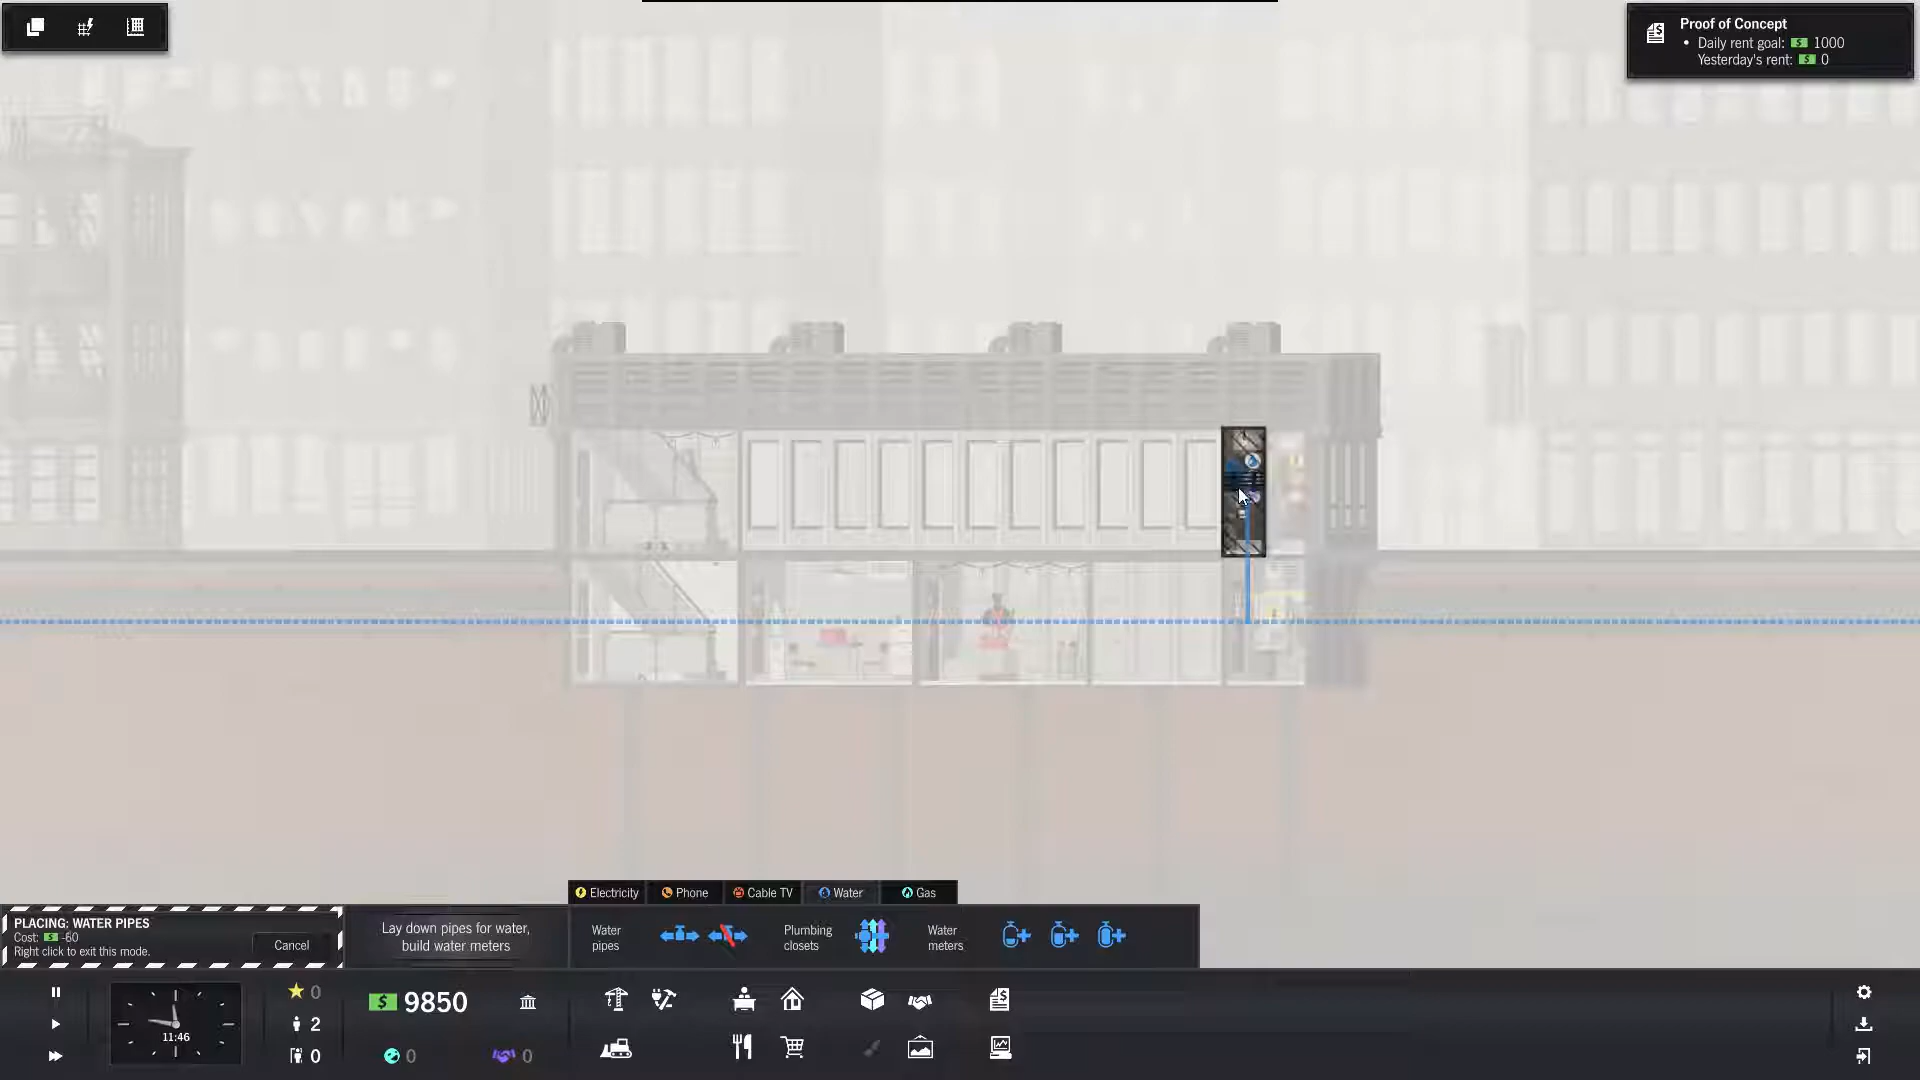 Proof of Concept
• Daily rent goal: $ 1000
Yesterday's rent: $ 0
Electricity
Phone
Cable TV
Water
Gas
PLACING: WATER PIPES
Cost: $ -60
Right click to exit this mode.
Cancel
Lay down pipes for water,
build water meters
Water
pipes
Plumbing
closets
Water
meters
0
$ 9850
11:46
2
0
0
0